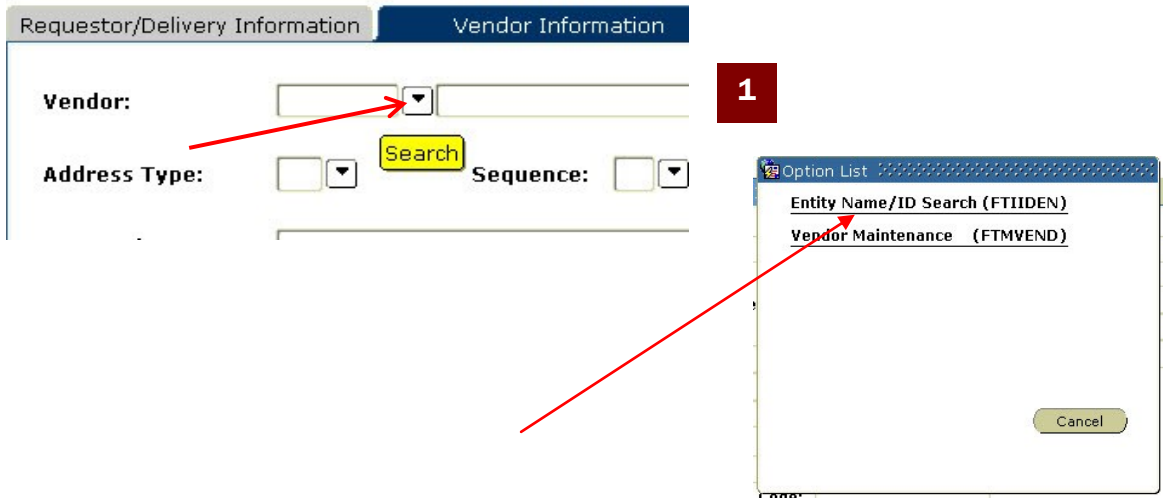 Requestor/Delivery Information Vendor Information
Vendor:
Search
Address Type: Sequence:
1
Option List
Entity Name/ID Search (FTIIDEN)
Vendor Maintenance (FTMVEND)
Cancel